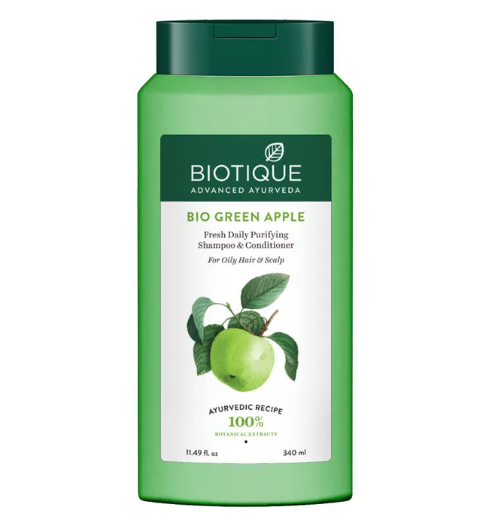 BIOTIQUE
ADVANCED AYURVEDA
BIO GREEN APPLE
Fresh Daily Purifying
Shampoo & Conditioner
For Oily Hair & Scalp
AYURVEDIC RECIPE
100%
BOTANICAL EXTRACTS
11.49 fl. oz 340 ml